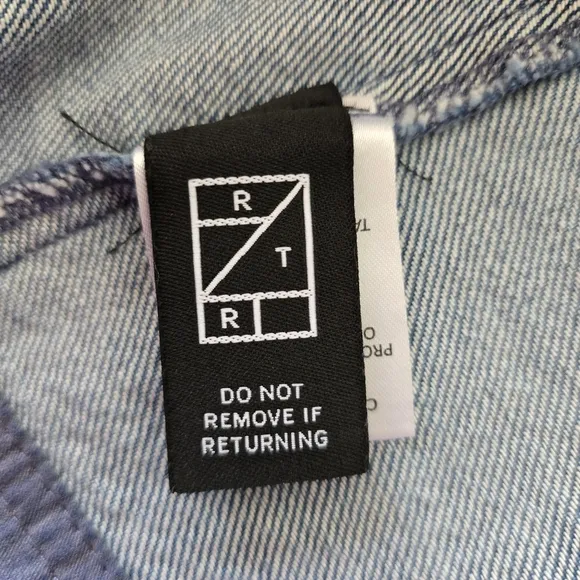 R
T
R
DO NOT
REMOVE IF
RETURNING